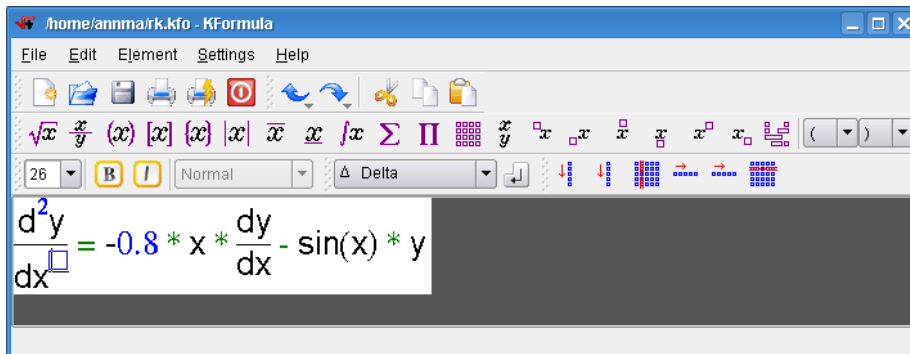 /home/annma/rk.kfo - KFormula
File Edit Element Settings Help
√x x/y (x) [x] {x} |x| x̅ x̲ ∫x Σ Π x/y x x x x x x ( )
26 B I Normal Δ Delta
d²y/dx□ = -0.8 * x * dy/dx - sin(x) * y